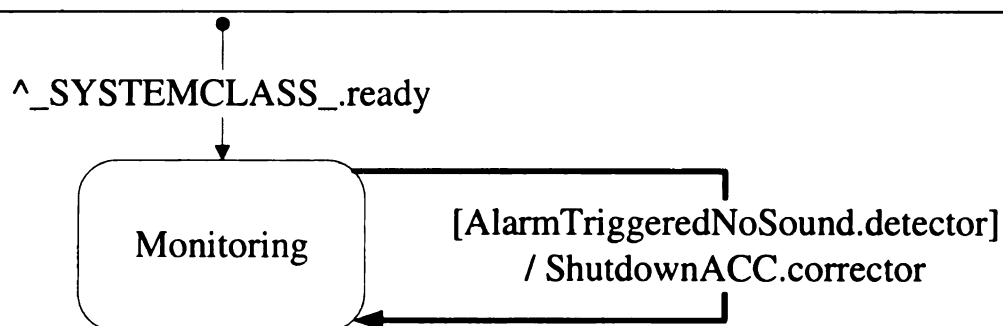 ^_SYSTEMCLASS_.ready
Monitoring
[AlarmTriggeredNoSound.detector]
/ ShutdownACC.corrector